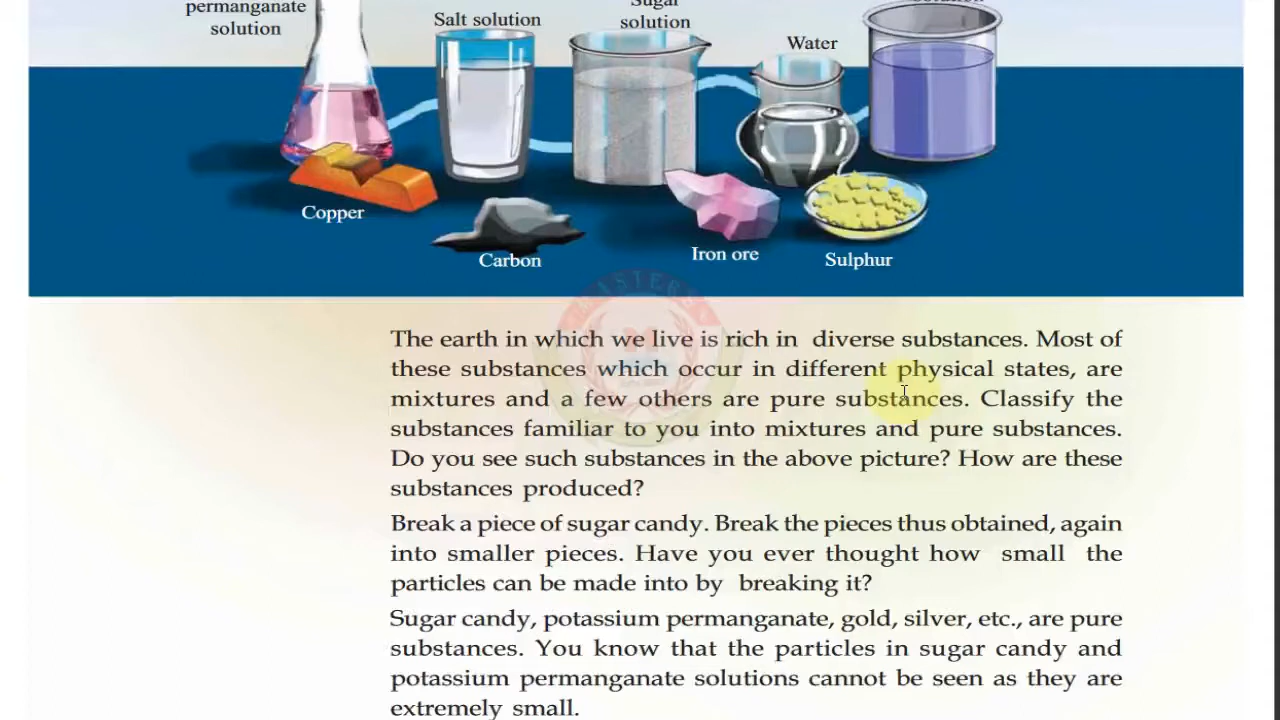 permanganate
solution
Salt solution
Sugar
solution
Water
Copper
Carbon
Iron ore
Sulphur
The earth in which we live is rich in diverse substances. Most of
these substances which occur in different physical states, are
mixtures and a few others are pure substances. Classify the
substances familiar to you into mixtures and pure substances.
Do you see such substances in the above picture? How are these
substances produced?
Break a piece of sugar candy. Break the pieces thus obtained, again
into smaller pieces. Have you ever thought how small the
particles can be made into by breaking it?
Sugar candy, potassium permanganate, gold, silver, etc., are pure
substances. You know that the particles in sugar candy and
potassium permanganate solutions cannot be seen as they are
extremely small.